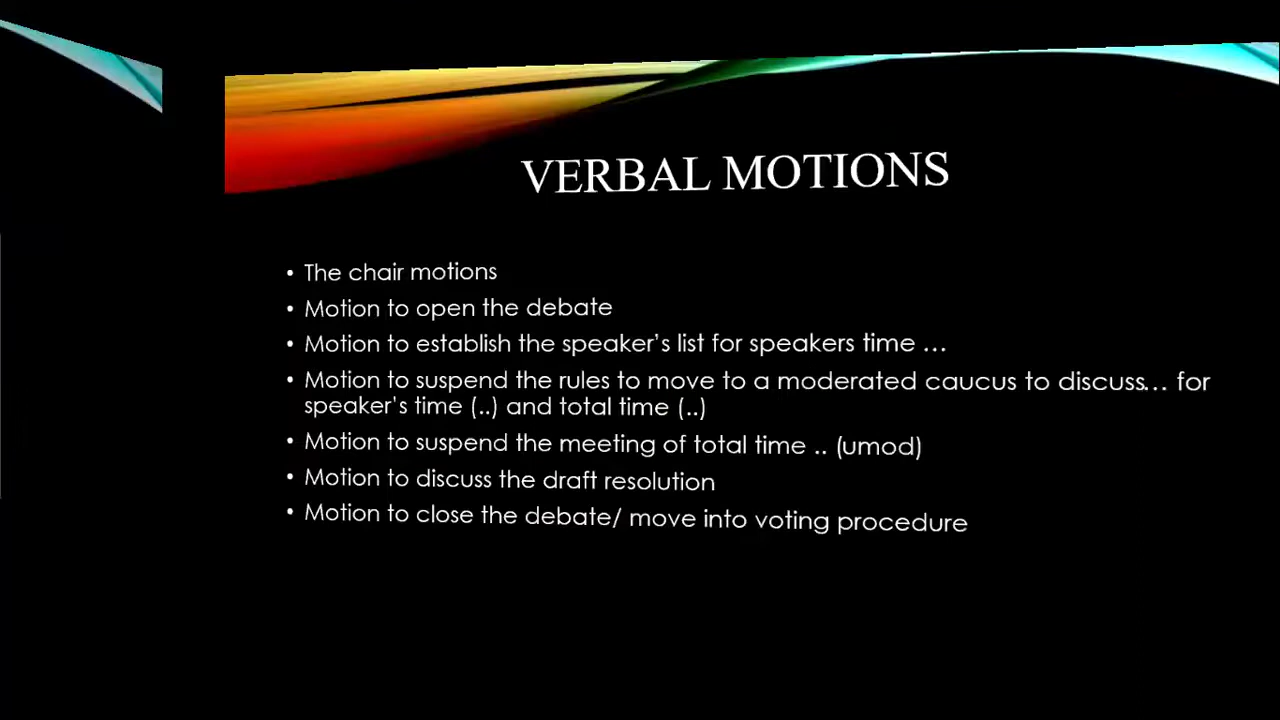 VERBAL MOTIONS
• The chair motions
• Motion to open the debate
• Motion to establish the speaker’s list for speakers time …
• Motion to suspend the rules to move to a moderated caucus to discuss… for
speaker’s time (..) and total time (..)
• Motion to suspend the meeting of total time .. (umod)
• Motion to discuss the draft resolution
• Motion to close the debate/ move into voting procedure